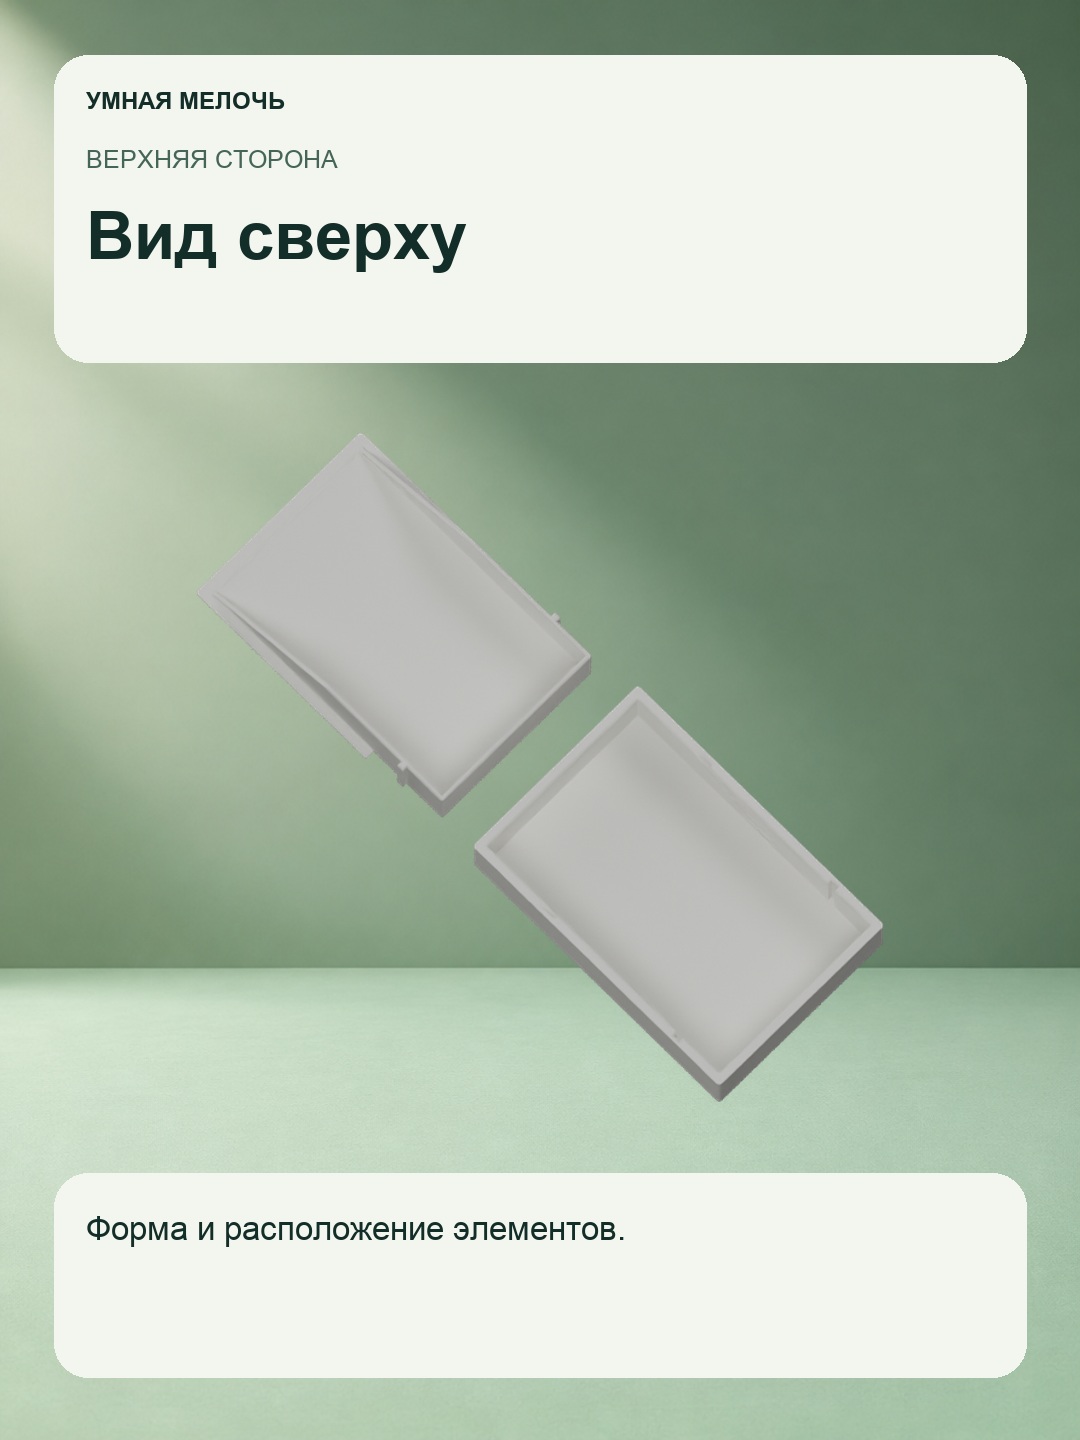 УМНАЯ МЕЛОЧЬ
ВЕРХНЯЯ СТОРОНА
Вид сверху
Форма и расположение элементов.